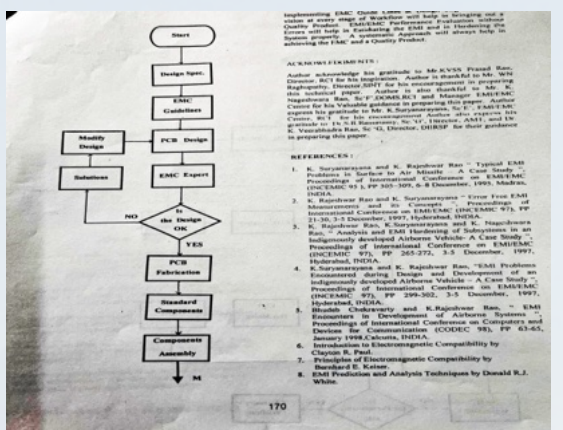 Start
Design Spec.
EMC
Guidelines
Modify
Design
PCB Design
Solutions
EMC Expert
Is
the Design
OK
NO
YES
PCB
Fabrication
Standard
Components
Components
Assembly
M
Implementing EMC
vision at every stage of Workflow will help in bringing out a
Quality Product. EMI/EMC Performance Evaluation without
Errors will help in Estimating the EMI and in Hardening the
System properly. A systematic Approach will always help in
achieving the EMC and a Quality Product.
ACKNOWLEDGMENTS :
Author acknowledge his gratitude to Mr.KVSS Prasad Rao,
Director, RCI for his inspiration. Author is thankful to Mr. WN
Director, for his encouragement in preparing
this technical paper. Author is also thankful to Mr. K.
Nageshwara Rao, Sc'F',DOMS,RCI and Manager EMI/EMC
Centre for his Valuable guidance in preparing this paper. Author
express his gratitude to Mr. K.Suryanarayana, Sc'E', EMI/EMC
Centre, RCI for his encouragement Author also express his
gratitude to Sc 'G', Director, and Dr.
K. Rao, Sc 'G, Director, for their guidance
in preparing this paper.
REFERENCES :
1. K. Suryanarayana and K. Rajeshwar Rao " Typical EMI
Problems in Surface to Air Missile - A Case Study ",
Proceedings of International Conference on EMI/EMC
(INCEMIC 95 ), PP 305-309, 6-8 December, 1995, Madras,
INDIA.
2. K. Rajeshwar Rao and K. Suryanarayana " Error Free EMI
Measurements and its Concepts ", Proceedings of
International Conference on EMI/EMC (INCEMIC 97), PP
21-30, 3-5 December, 1997, Hyderabad, INDIA.
3. K. Rajeshwar Rao, K.Suryanarayana and K. Nageshwara
Rao, " Analysis and EMI Hardening of Subsystems in an
Indigenously developed Airborne Vehicle- A Case Study ",
Proceedings of International Conference on EMI/EMC
(INCEMIC 97), PP 265-272, 3-5 December, 1997,
Hyderabad, INDIA.
4. K.Suryanarayana and K. Rajeshwar Rao, "EMI Problems
Encountered during Design and Development of an
indigenously developed Airborne Vehicle - A Case Study ",
Proceedings of International Conference on EMI/EMC
(INCEMIC 97), PP 299-302, 3-5 December, 1997,
Hyderabad, INDIA.
5. Chakravarty and K.Rajeshwar Rao, " EMI
Encounters in Development of Airborne Systems ",
Proceedings of International Conference on Computers and
Devices for Communication (CODEC 98), PP 63-65,
January 1998,Calcutta, INDIA.
6. Introduction to Electromagnetic Compatibility by
Clayton R. Paul.
7. Principles of Electromagnetic Compatibility by
Bernhard E. Keiser.
8. EMI Prediction and Analysis Techniques by Donald R.J.
White.
170